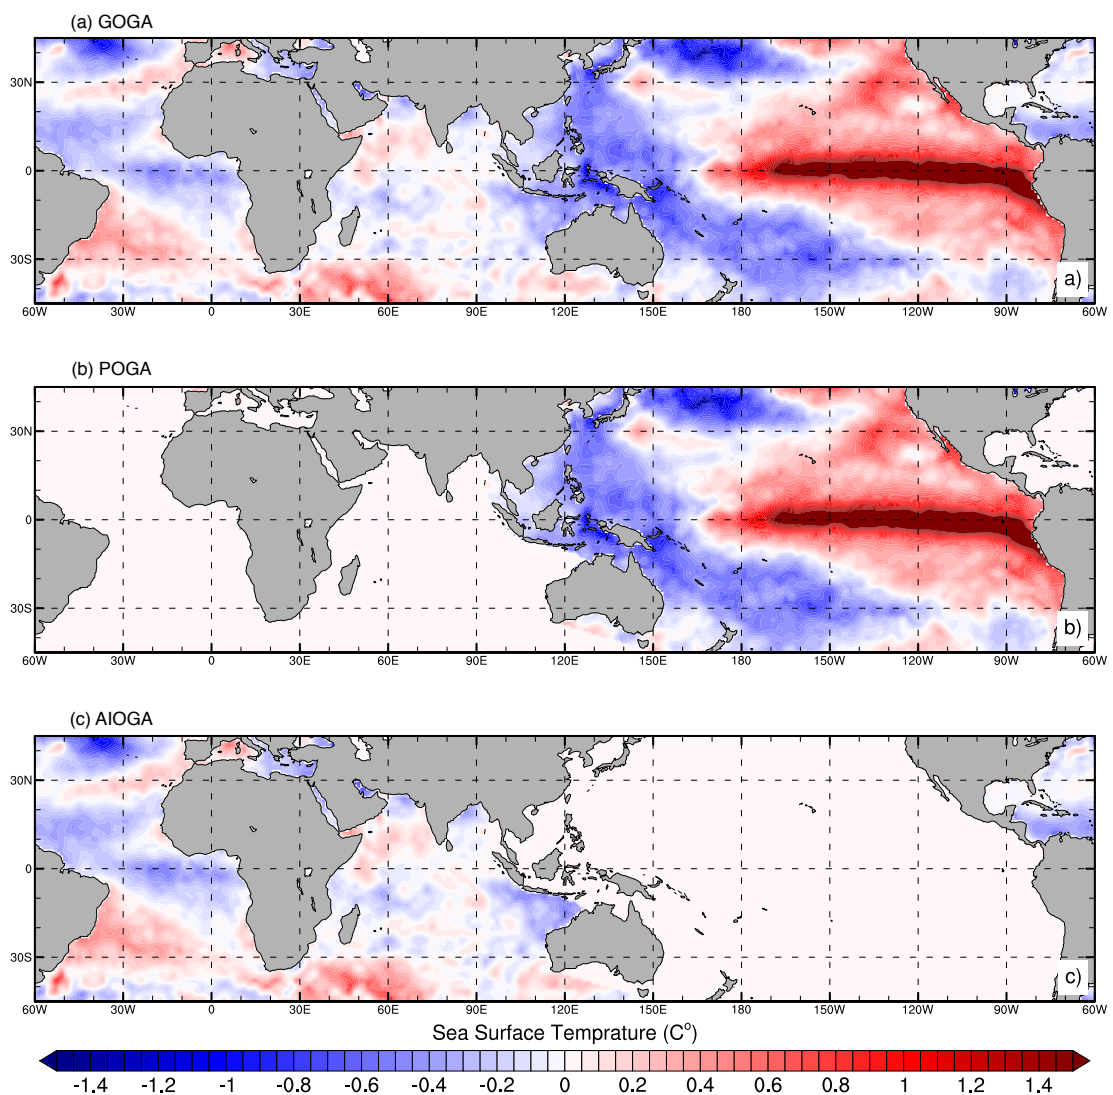 (a) GOGA
30N
0
30S
a)
60W 30W 0 30E 60E 90E 120E 150E 180 150W 120W 90W 60W
(b) POGA
30N
0
30S
b)
60W 30W 0 30E 60E 90E 120E 150E 180 150W 120W 90W 60W
(c) AIOGA
30N
0
30S
c)
60W 30W 0 30E 60E 90E 120E 150E 180 150W 120W 90W 60W
Sea Surface Temprature (C°)
-1.4 -1.2 -1 -0.8 -0.6 -0.4 -0.2 0 0.2 0.4 0.6 0.8 1 1.2 1.4